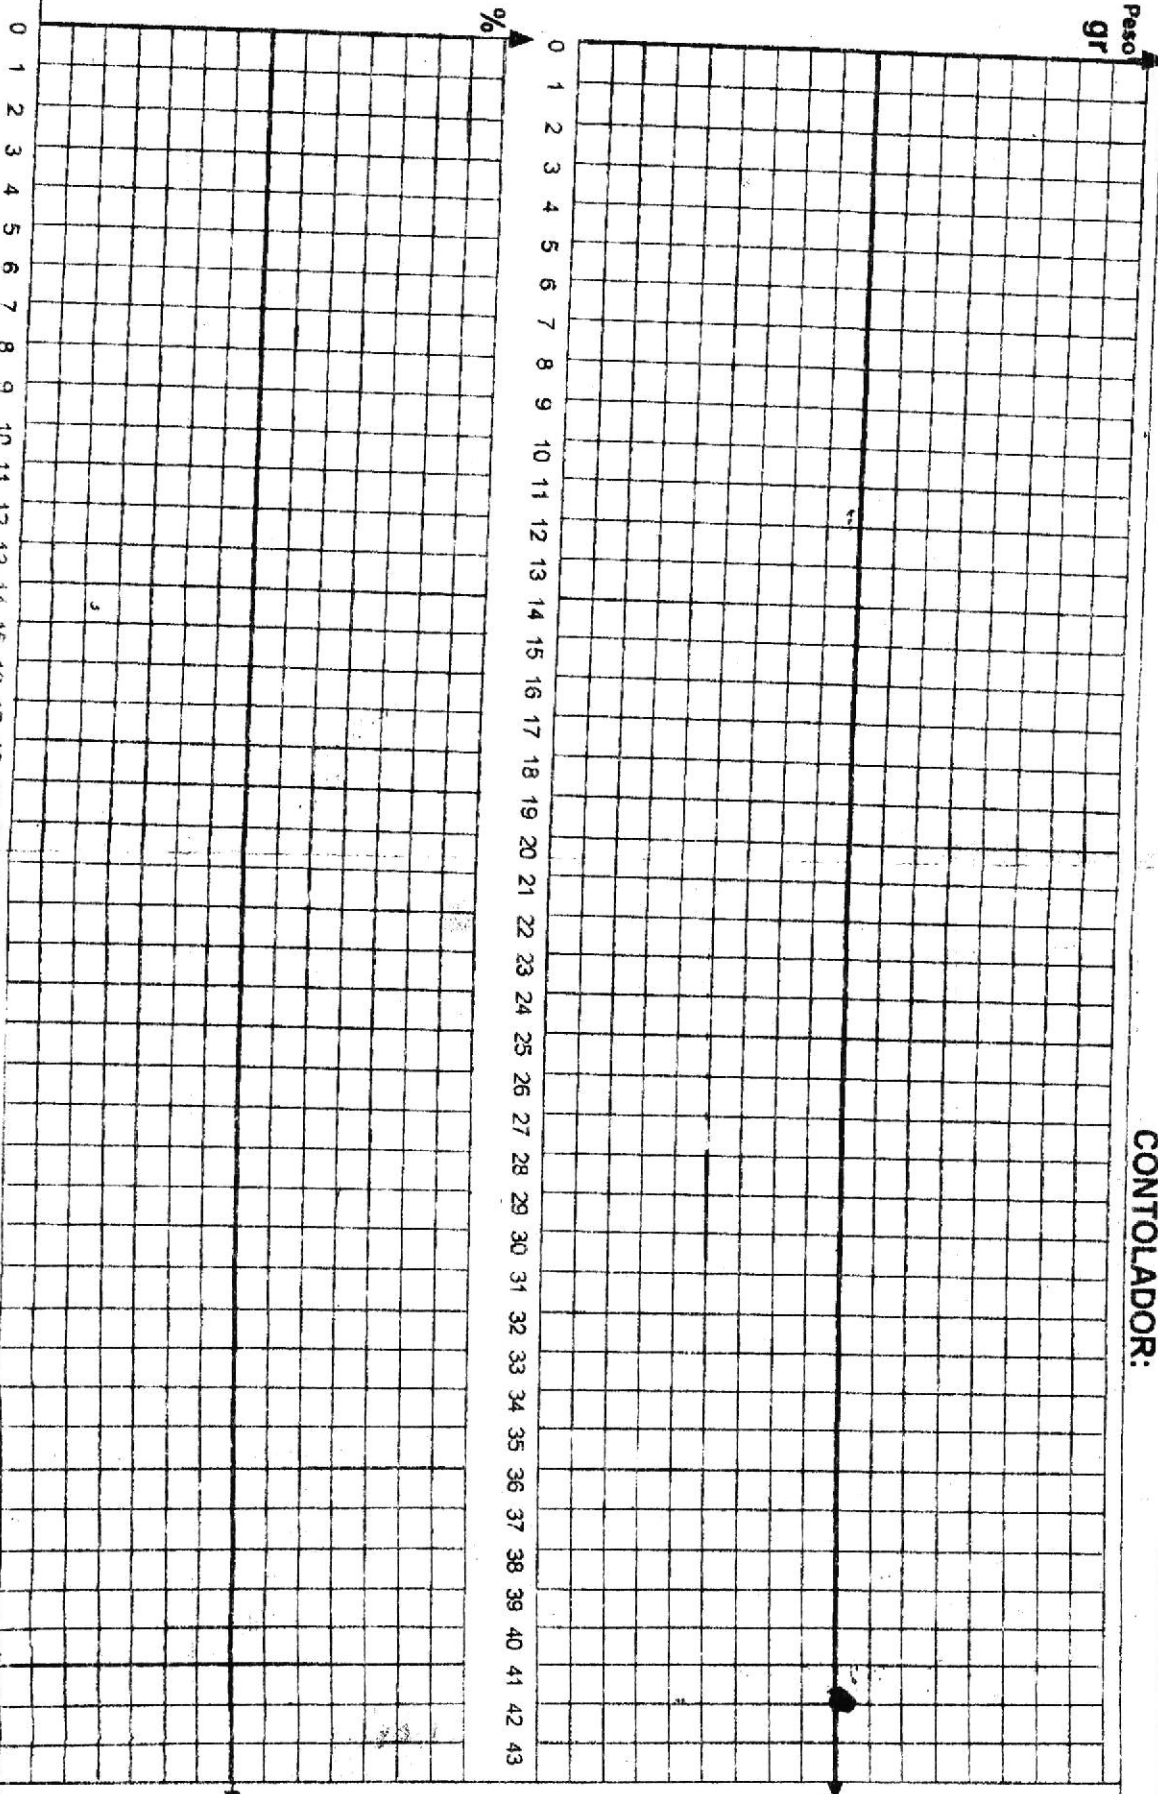 CONTOLADOR:
Peso
gr
0 1 2 3 4 5 6 7 8 9 10 11 12 13 14 15 16 17 18 19 20 21 22 23 24 25 26 27 28 29 30 31 32 33 34 35 36 37 38 39 40 41 42 43
%
0 1 2 3 4 5 6 7 8 9 10 11